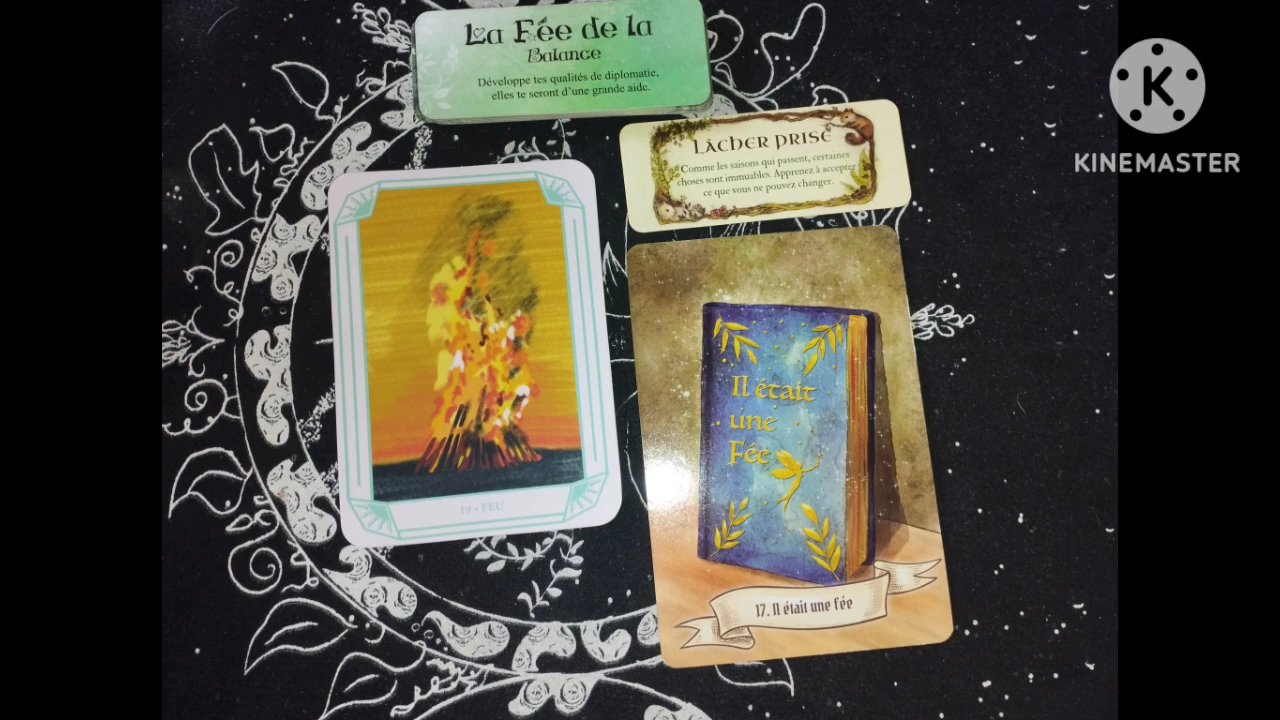 La Fée de la
Balance
Développe tes qualités de diplomatie,
elles te seront d'une grande aide.
LÂCHER PRISE
Comme les saisons qui passent, certaines
choses sont immuables. Apprenez à accepter
ce que vous ne pouvez changer.
K
KINEMASTER
Il était
une
Fée
19 • FEU
17. Il était une fée